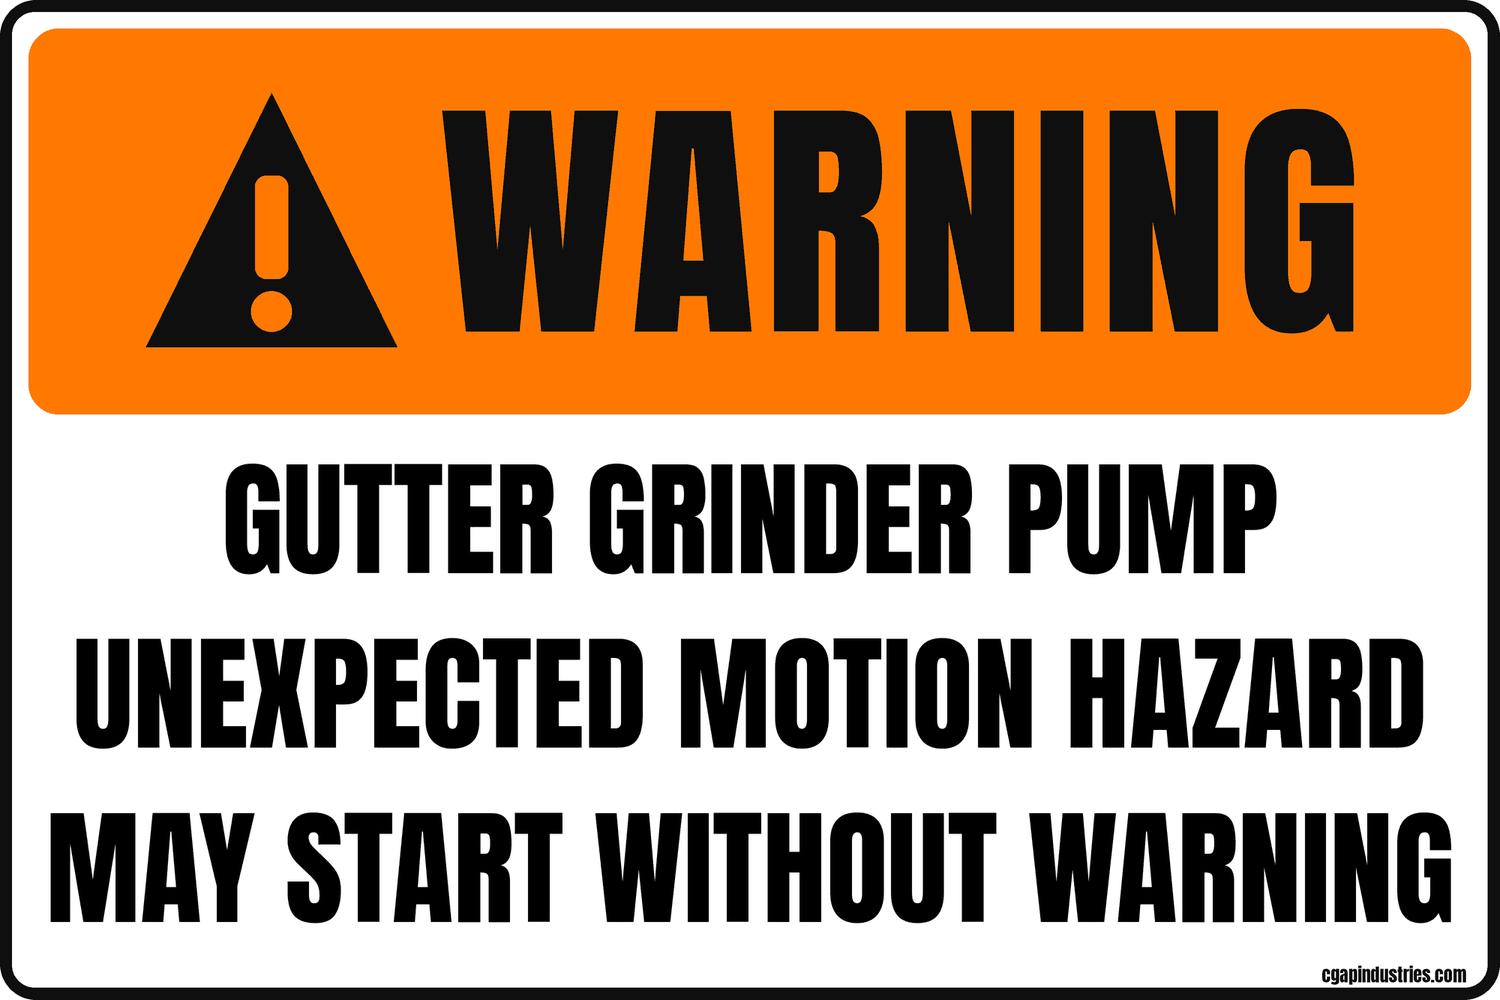 WARNING
GUTTER GRINDER PUMP
UNEXPECTED MOTION HAZARD
MAY START WITHOUT WARNING
cgapindustries.com